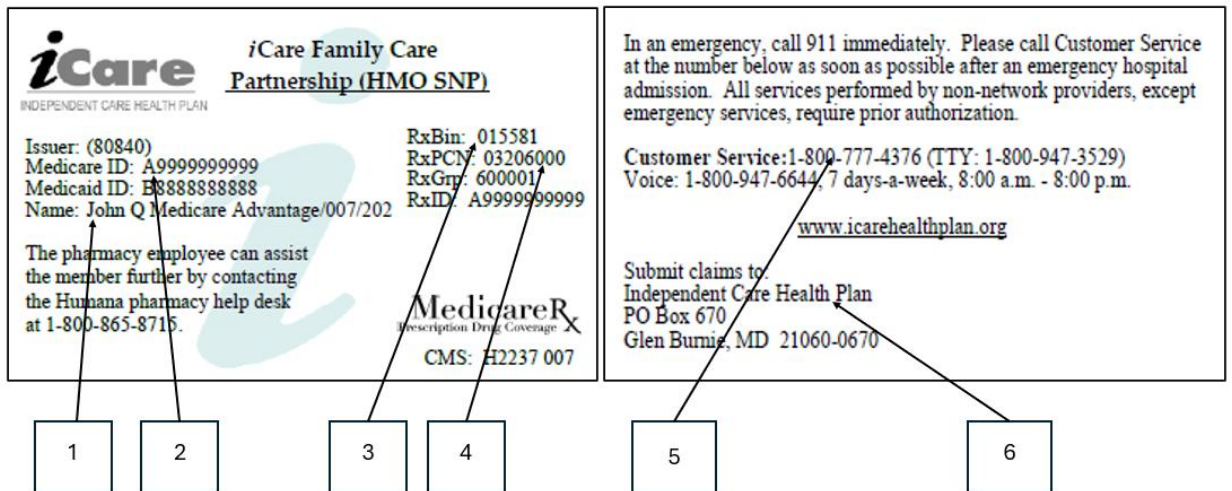 iCare
INDEPENDENT CARE HEALTH PLAN
iCare Family Care
Partnership (HMO SNP)
Issuer: (80840)
Medicare ID: A9999999999
Medicaid ID: B8888888888
Name: John Q Medicare Advantage/007/202
RxBin: 015581
RxPCN: 03206000
RxGrp: 600001
RxID: A9999999999
The pharmacy employee can assist
the member further by contacting
the Humana pharmacy help desk
at 1-800-865-8715.
MedicareRx
Prescription Drug Coverage
CMS: H2237 007
In an emergency, call 911 immediately. Please call Customer Service
at the number below as soon as possible after an emergency hospital
admission. All services performed by non-network providers, except
emergency services, require prior authorization.
Customer Service:1-800-777-4376 (TTY: 1-800-947-3529)
Voice: 1-800-947-6644, 7 days-a-week, 8:00 a.m. - 8:00 p.m.
www.icarehealthplan.org
Submit claims to:
Independent Care Health Plan
PO Box 670
Glen Burnie, MD 21060-0670
1
2
3
4
5
6